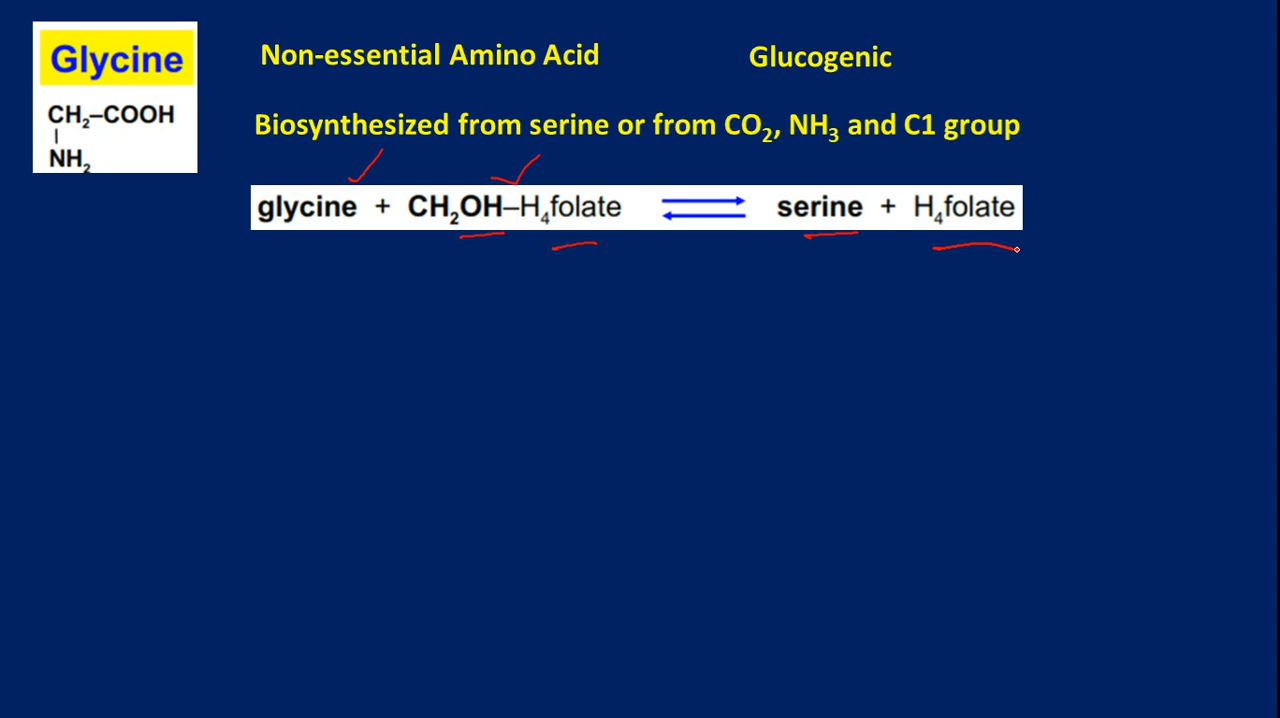 Glycine
CH₂–COOH
NH₂
Non-essential Amino Acid
Glucogenic
Biosynthesized from serine or from CO₂, NH₃ and C1 group
glycine + CH₂OH–H₄folate ⇌ serine + H₄folate